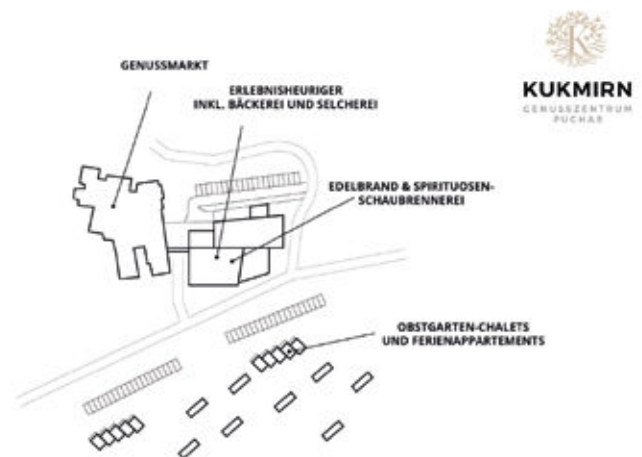 GENUSSMARKT
ERLEBNISHEURIGER
INKL. BÄCKEREI UND SELCHEREI
K
KUKMIRN
GENUSSZENTRUM
PUCHAS
EDELBRAND & SPIRITUOSEN-
SCHAUBRENNEREI
OBSTGARTEN-CHALETS
UND FERIENAPPARTEMENTS